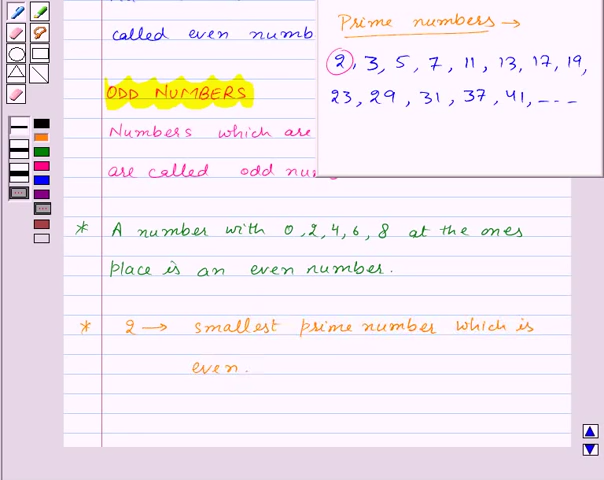 called even numb
ODD NUMBERS
Numbers which are
are called odd num
Prime numbers →
2, 3, 5, 7, 11, 13, 17, 19,
23, 29, 31, 37, 41, ----
* A number with 0, 2, 4, 6, 8 at the ones
place is an even number.
* 2 → smallest prime number which is
even.